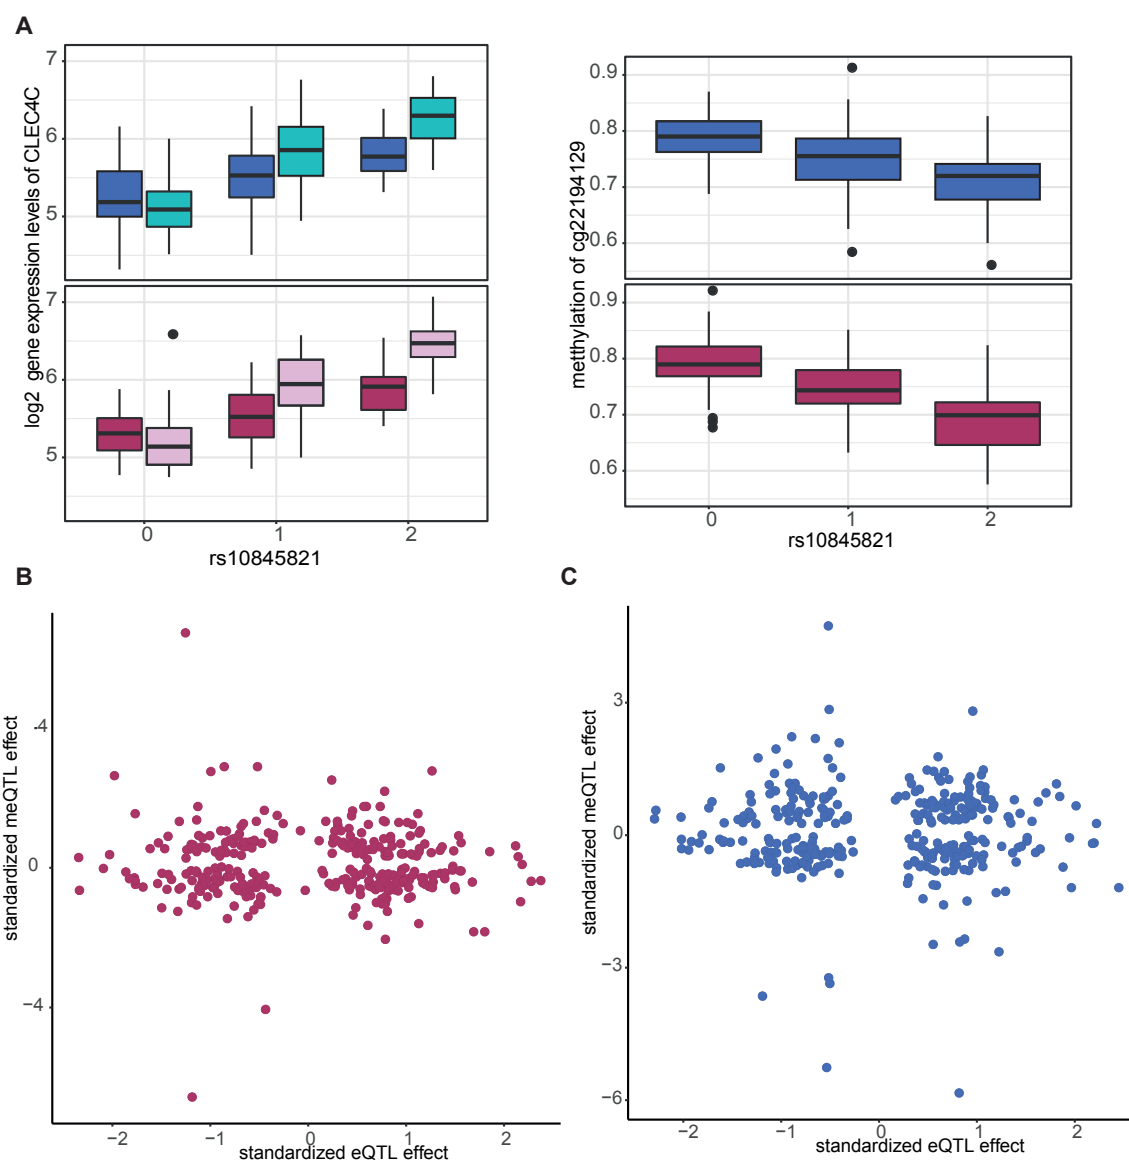 A
log2 gene expression levels of CLEC4C
7
6
5
7
6
5
0 1 2
rs10845821
metthylation of cg22194129
0.9
0.8
0.7
0.6
0.9
0.8
0.7
0.6
0 1 2
rs10845821
B
standardized meQTL effect
.4
0
−4
−2 −1 0 1 2
standardized eQTL effect
C
standardized meQTL effect
3
0
−3
−6
−2 −1 0 1 2
standardized eQTL effect